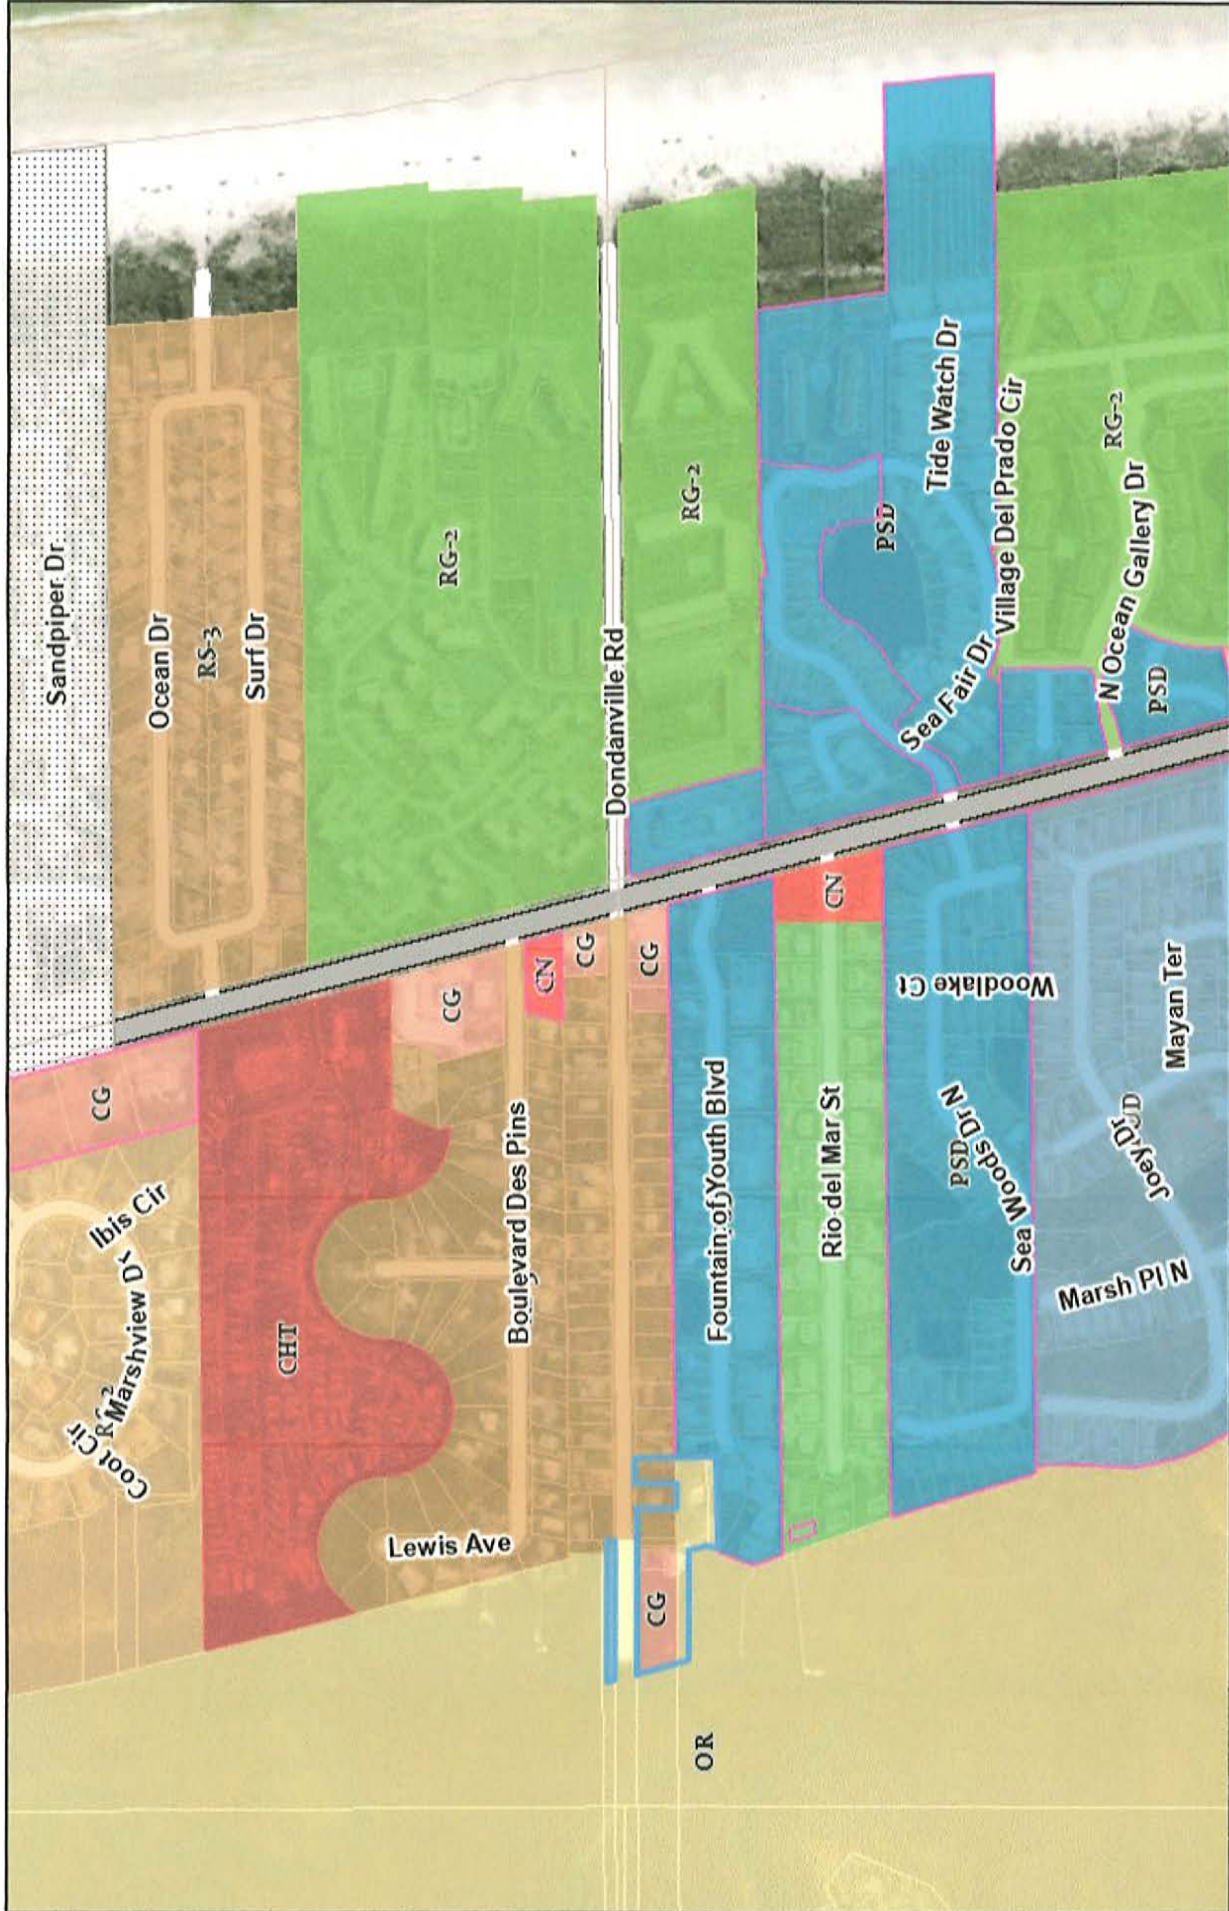 Sandpiper Dr
Ocean Dr
RS-3
Surf Dr
RG-2
Dondanville Rd
RG-2
PSD
Tide Watch Dr
Village Del Prado Cir
RG-2
N Ocean Gallery Dr
Sea Fair Dr
PSD
CG
CG
CN
CG
CG
CN
Woodlake Ct
Mayan Ter
Ibis Cir
Marshview Dr
Coot Cir
CHT
Boulevard Des Pins
Fountain of Youth Blvd
Rio del Mar St
PSD
Sea Woods Dr N
Joey Dr
Marsh Pl N
Lewis Ave
CG
OR